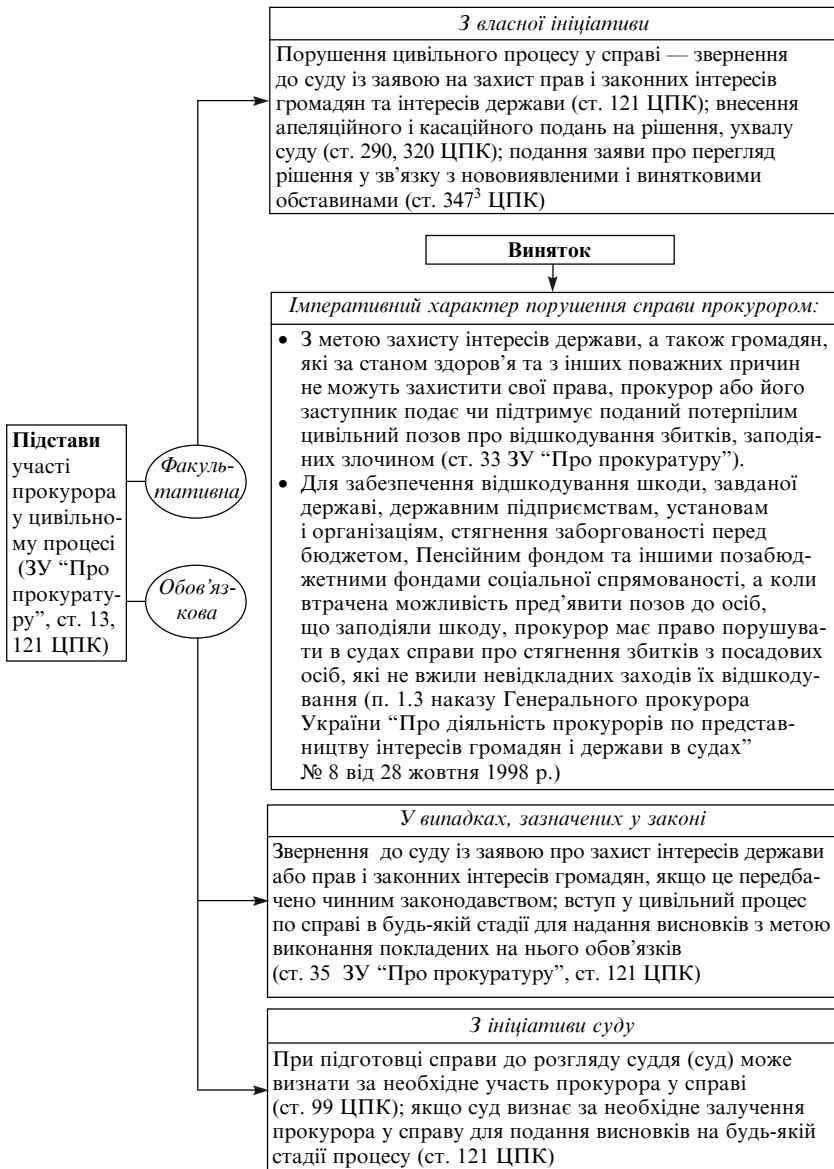 З власної ініціативи
Порушення цивільного процесу у справі — звернення
до суду із заявою на захист прав і законних інтересів
громадян та інтересів держави (ст. 121 ЦПК); внесення
апеляційного і касаційного подань на рішення, ухвалу
суду (ст. 290, 320 ЦПК); подання заяви про перегляд
рішення у зв’язку з нововиявленими і винятковими
обставинами (ст. 347³ ЦПК)
Виняток
Імперативний характер порушення справи прокурором:
• З метою захисту інтересів держави, а також громадян,
які за станом здоров’я та з інших поважних причин
не можуть захистити свої права, прокурор або його
заступник подає чи підтримує поданий потерпілим
цивільний позов про відшкодування збитків, заподія-
них злочином (ст. 33 ЗУ “Про прокуратуру”).
• Для забезпечення відшкодування шкоди, завданої
державі, державним підприємствам, установам
і організаціям, стягнення заборгованості перед
бюджетом, Пенсійним фондом та іншими позабюд-
жетними фондами соціальної спрямованості, а коли
втрачена можливість пред’явити позов до осіб,
що заподіяли шкоду, прокурор має право порушува-
ти в судах справи про стягнення збитків з посадових
осіб, які не вжили невідкладних заходів їх відшкоду-
вання (п. 1.3 наказу Генерального прокурора
України “Про діяльність прокурорів по представ-
ництву інтересів громадян і держави в судах”
№ 8 від 28 жовтня 1998 р.)
Підстави
участі
прокурора
у цивільно-
му процесі
(ЗУ “Про
прокурату-
ру”, ст. 13,
121 ЦПК)
Факуль-
тативна
Обов’яз-
кова
У випадках, зазначених у законі
Звернення до суду із заявою про захист інтересів держави
або прав і законних інтересів громадян, якщо це передба-
чено чинним законодавством; вступ у цивільний процес
по справі в будь-якій стадії для надання висновків з метою
виконання покладених на нього обов’язків
(ст. 35 ЗУ “Про прокуратуру”, ст. 121 ЦПК)
З ініціативи суду
При підготовці справи до розгляду суддя (суд) може
визнати за необхідне участь прокурора у справі
(ст. 99 ЦПК); якщо суд визнає за необхідне залучення
прокурора у справу для подання висновків на будь-якій
стадії процесу (ст. 121 ЦПК)